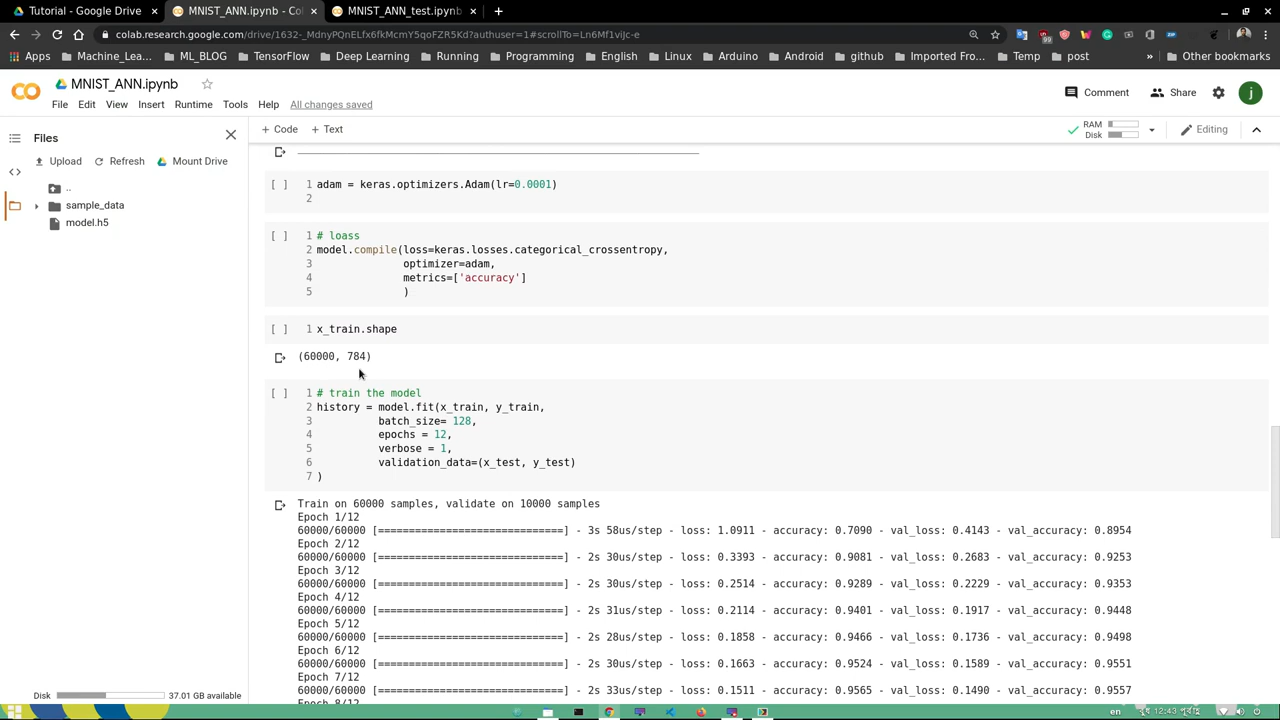 Tutorial - Google Drive
MNIST_ANN.ipynb - Col
MNIST_ANN_test.ipynb
colab.research.google.com/drive/1632-_MdnyPQnELfx6fkMcmY5qoFZR5Kd?authuser=1#scrollTo=Ln6Mf1viJc-e
Apps
ML_BLOG
TensorFlow
Deep Learning
Running
Programming
English
Linux
Arduino
Android
github
Imported Fro...
Temp
post
»
Other bookmarks
MNIST_ANN.ipynb
File Edit View Insert Runtime Tools Help All changes saved
Comment
Share
j
+ Code + Text
RAM
Disk
Editing
Files
Upload Refresh Mount Drive
..
sample_data
model.h5
Disk 37.01 GB available
[ ] 1 adam = keras.optimizers.Adam(lr=0.0001)
2
[ ] 1 # loass
2 model.compile(loss=keras.losses.categorical_crossentropy,
3 optimizer=adam,
4 metrics=['accuracy']
5 )
[ ] 1 x_train.shape
(60000, 784)
[ ] 1 # train the model
2 history = model.fit(x_train, y_train,
3 batch_size= 128,
4 epochs = 12,
5 verbose = 1,
6 validation_data=(x_test, y_test)
7 )
Train on 60000 samples, validate on 10000 samples
Epoch 1/12
60000/60000 [==============================] - 3s 58us/step - loss: 1.0911 - accuracy: 0.7090 - val_loss: 0.4143 - val_accuracy: 0.8954
Epoch 2/12
60000/60000 [==============================] - 2s 30us/step - loss: 0.3393 - accuracy: 0.9081 - val_loss: 0.2683 - val_accuracy: 0.9253
Epoch 3/12
60000/60000 [==============================] - 2s 30us/step - loss: 0.2514 - accuracy: 0.9289 - val_loss: 0.2223 - val_accuracy: 0.9353
Epoch 4/12
60000/60000 [==============================] - 2s 31us/step - loss: 0.2114 - accuracy: 0.9401 - val_loss: 0.1917 - val_accuracy: 0.9448
Epoch 5/12
60000/60000 [==============================] - 2s 28us/step - loss: 0.1858 - accuracy: 0.9468 - val_loss: 0.1736 - val_accuracy: 0.9498
Epoch 6/12
60000/60000 [==============================] - 2s 30us/step - loss: 0.1663 - accuracy: 0.9524 - val_loss: 0.1589 - val_accuracy: 0.9551
Epoch 7/12
60000/60000 [==============================] - 2s 33us/step - loss: 0.1511 - accuracy: 0.9565 - val_loss: 0.1490 - val_accuracy: 0.9557
Epoch 8/12
en
12:43